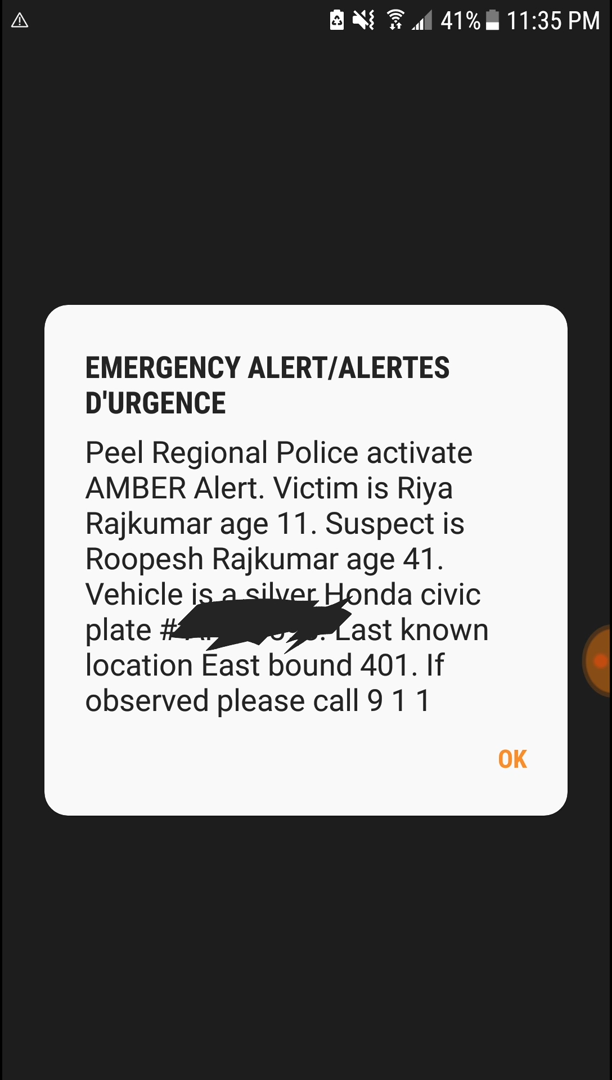 41% 11:35 PM
EMERGENCY ALERT/ALERTES
D'URGENCE
Peel Regional Police activate
AMBER Alert. Victim is Riya
Rajkumar age 11. Suspect is
Roopesh Rajkumar age 41.
Vehicle is a silver Honda civic
plate # Last known
location East bound 401. If
observed please call 9 1 1
OK